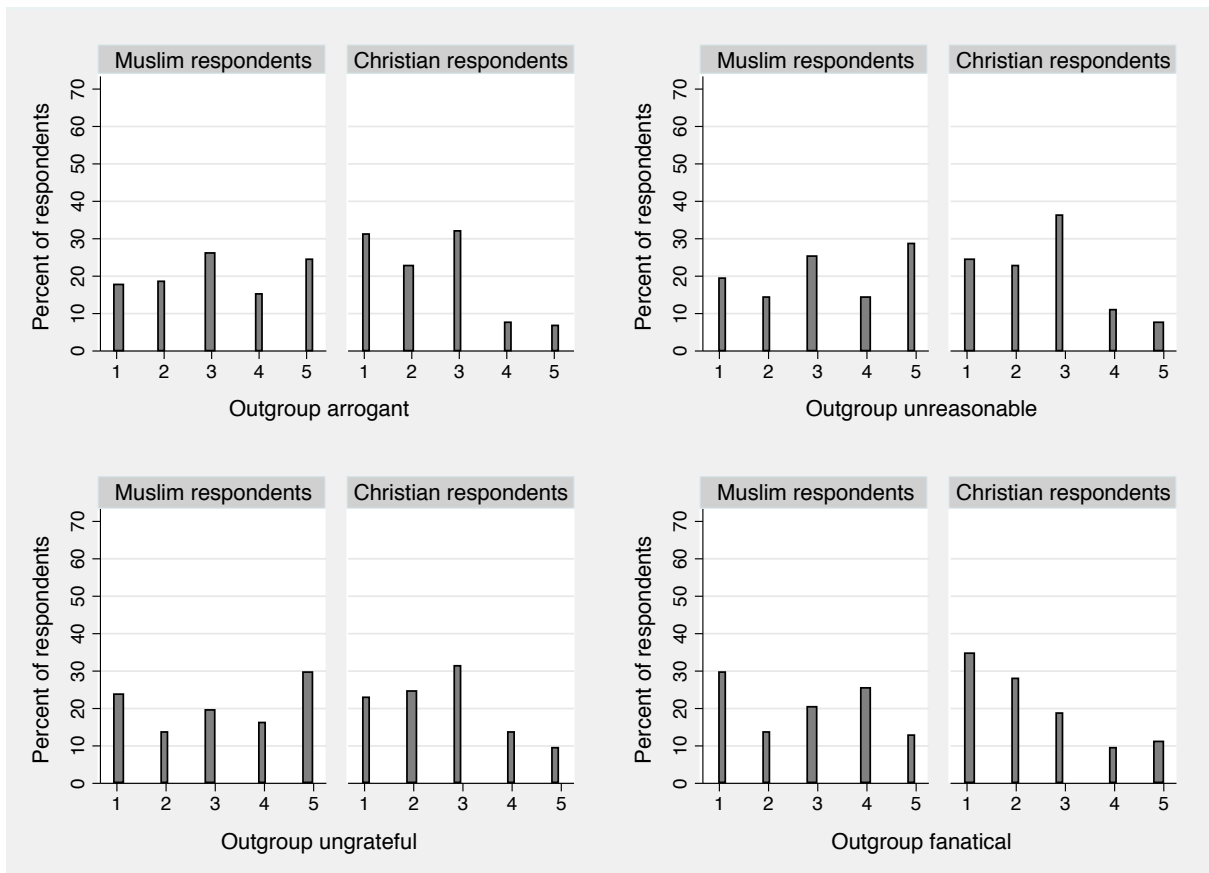 Muslim respondents Christian respondents
Percent of respondents
70
60
50
40
30
20
10
0
1 2 3 4 5 1 2 3 4 5
Outgroup arrogant
Muslim respondents Christian respondents
Percent of respondents
70
60
50
40
30
20
10
0
1 2 3 4 5 1 2 3 4 5
Outgroup unreasonable
Muslim respondents Christian respondents
Percent of respondents
70
60
50
40
30
20
10
0
1 2 3 4 5 1 2 3 4 5
Outgroup ungrateful
Muslim respondents Christian respondents
Percent of respondents
70
60
50
40
30
20
10
0
1 2 3 4 5 1 2 3 4 5
Outgroup fanatical